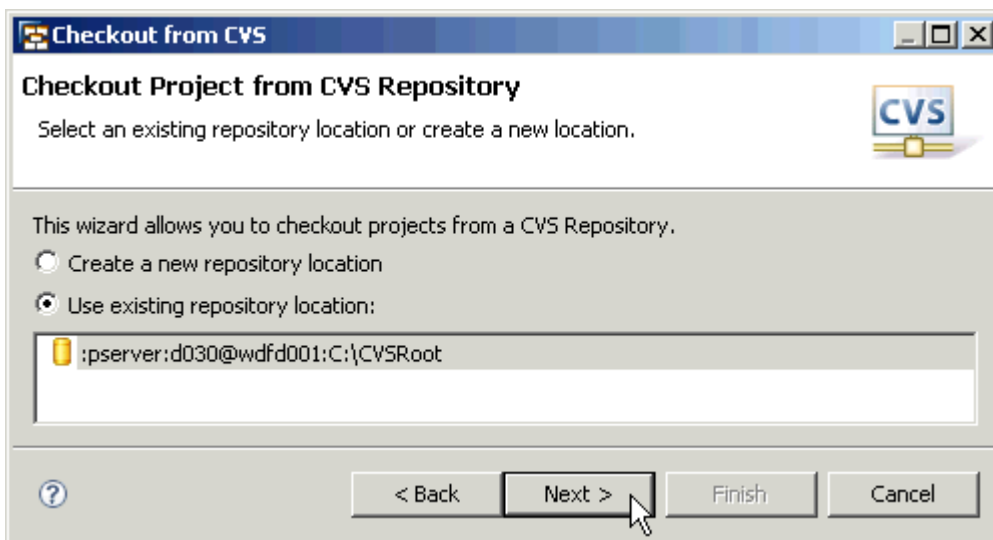 Checkout from CVS
Checkout Project from CVS Repository
Select an existing repository location or create a new location.
CVS
This wizard allows you to checkout projects from a CVS Repository.
Create a new repository location
Use existing repository location:
:pserver:d030@wdfd001:C:\CVSRoot
? < Back Next > Finish Cancel